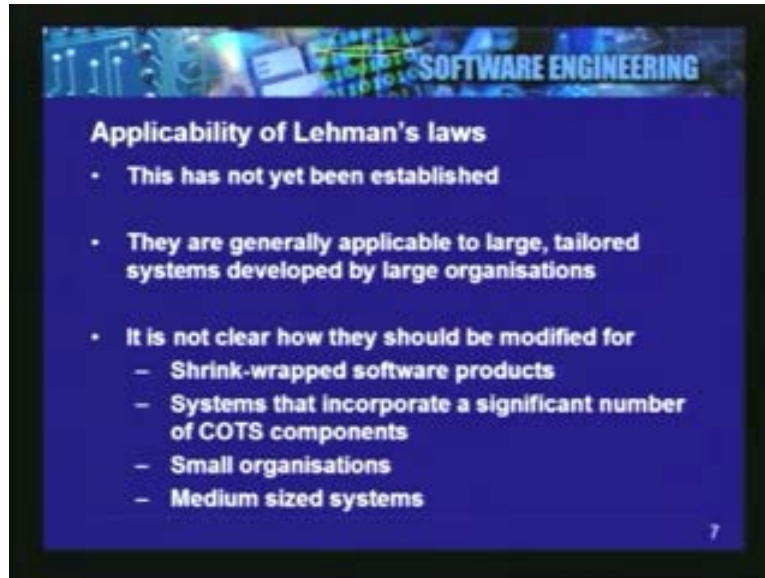 SOFTWARE ENGINEERING
Applicability of Lehman's laws
• This has not yet been established
• They are generally applicable to large, tailored
systems developed by large organisations
• It is not clear how they should be modified for
– Shrink-wrapped software products
– Systems that incorporate a significant number
of COTS components
– Small organisations
– Medium sized systems
7